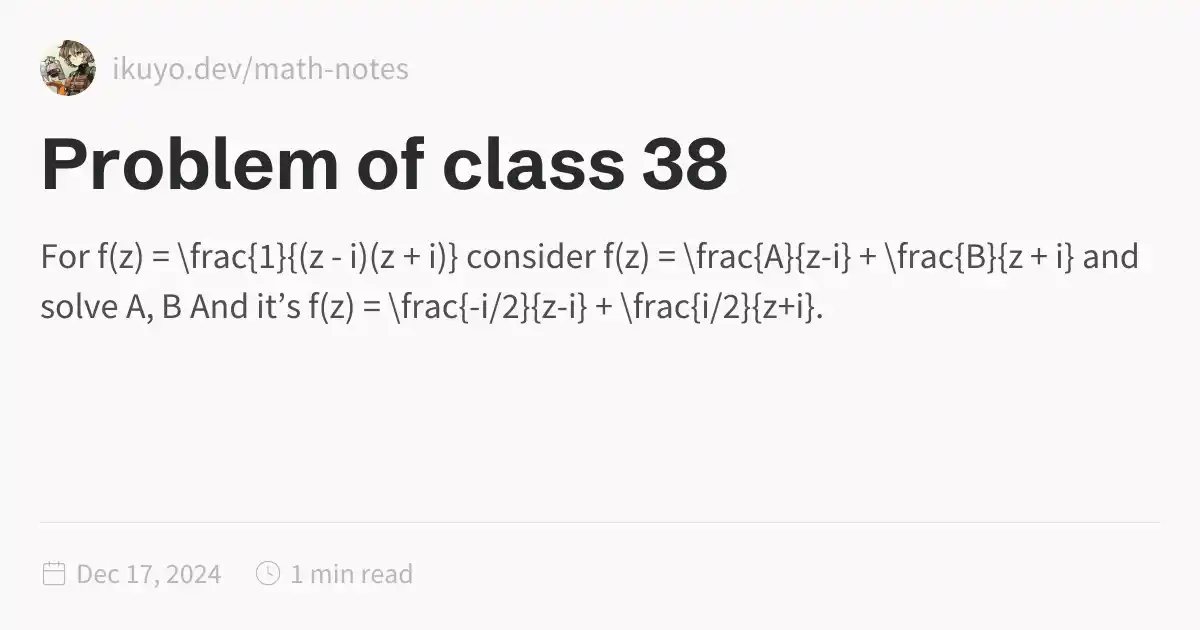 ikuyo.dev/math-notes
Problem of class 38
For f(z) = \frac{1}{(z - i)(z + i)} consider f(z) = \frac{A}{z-i} + \frac{B}{z + i} and
solve A, B And it’s f(z) = \frac{-i/2}{z-i} + \frac{i/2}{z+i}.
Dec 17, 2024
1 min read